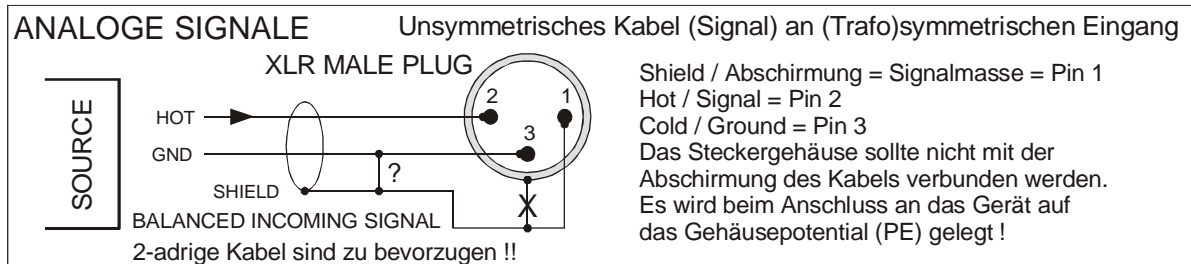 ANALOGE SIGNALE
Unsymmetrisches Kabel (Signal) an (Trafo)symmetrischen Eingang
XLR MALE PLUG
SOURCE
HOT
GND
SHIELD
2
1
3
?
X
BALANCED INCOMING SIGNAL
2-adrige Kabel sind zu bevorzugen !!
Shield / Abschirmung = Signalmasse = Pin 1
Hot / Signal = Pin 2
Cold / Ground = Pin 3
Das Steckergehäuse sollte nicht mit der
Abschirmung des Kabels verbunden werden.
Es wird beim Anschluss an das Gerät auf
das Gehäusepotential (PE) gelegt !